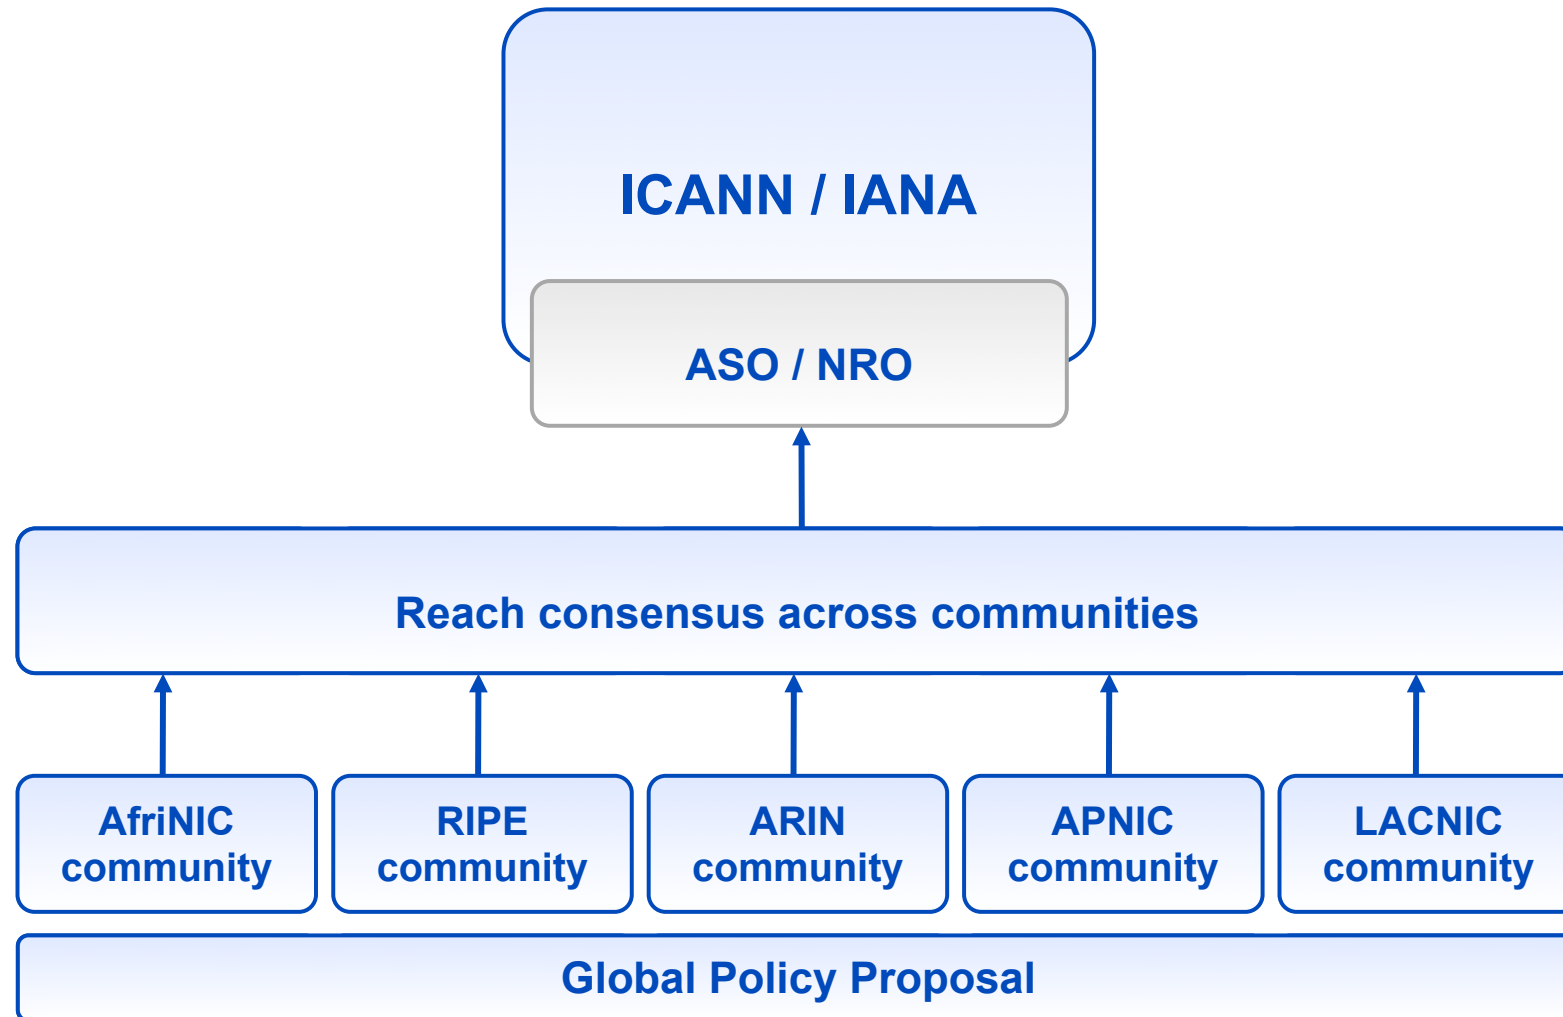 ICANN / IANA
ASO / NRO
Reach consensus across communities
AfriNIC
community
RIPE
community
ARIN
community
APNIC
community
LACNIC
community
Global Policy Proposal